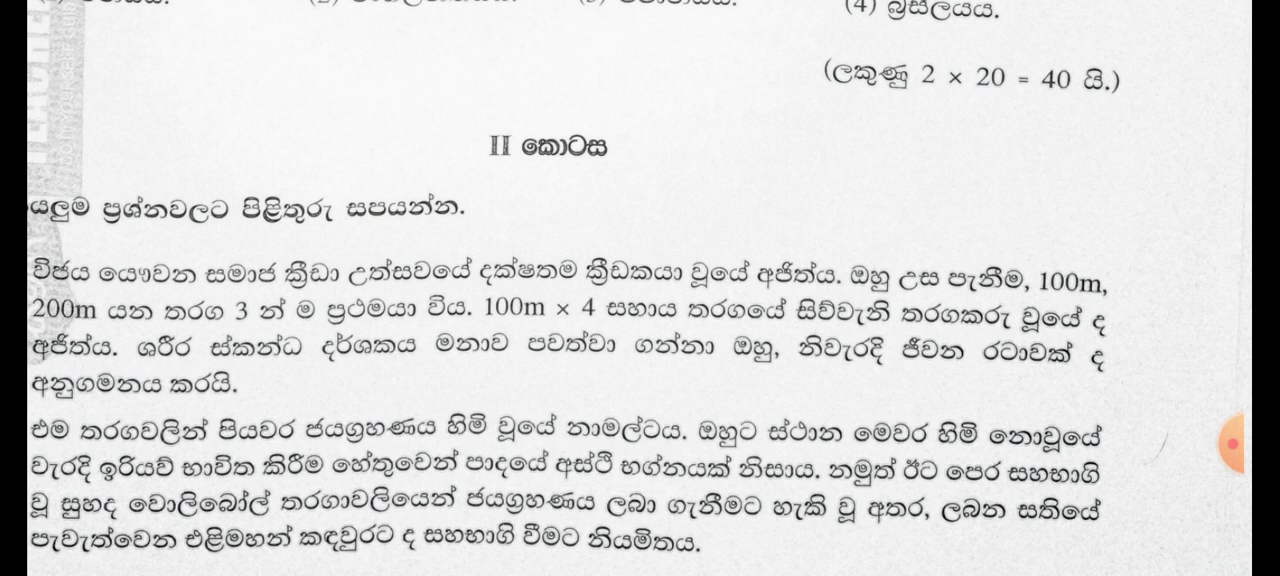 (4) බ්‍රසීලයය.
(ලකුණු 2 × 20 = 40 යි.)
II කොටස
යලුම ප්‍රශ්නවලට පිළිතුරු සපයන්න.
විජය යෞවන සමාජ ක්‍රීඩා උත්සවයේ දක්ෂතම ක්‍රීඩකයා වූයේ අජිත්ය. ඔහු උස පැනීම, 100m,
200m යන තරග 3 න් ම ප්‍රථමයා විය. 100m × 4 සහාය තරගයේ සිව්වැනි තරගකරු වූයේ ද
අජිත්ය. ශරීර ස්කන්ධ දර්ශකය මනාව පවත්වා ගන්නා ඔහු, නිවැරදි ජීවන රටාවක් ද
අනුගමනය කරයි.
එම තරගවලින් පියවර ජයග්‍රහණය හිමි වූයේ නාමල්ටය. ඔහුට ස්ථාන මෙවර හිමි නොවූයේ
වැරදි ඉරියව් භාවිත කිරීම හේතුවෙන් පාදයේ අස්ථි භග්නයක් නිසාය. නමුත් ඊට පෙර සහභාගි
වූ සුහද වොලිබෝල් තරගාවලියෙන් ජයග්‍රහණය ලබා ගැනීමට හැකි වූ අතර, ලබන සතියේ
පැවැත්වෙන එළිමහන් කඳවුරට ද සහභාගි වීමට නියමිතය.